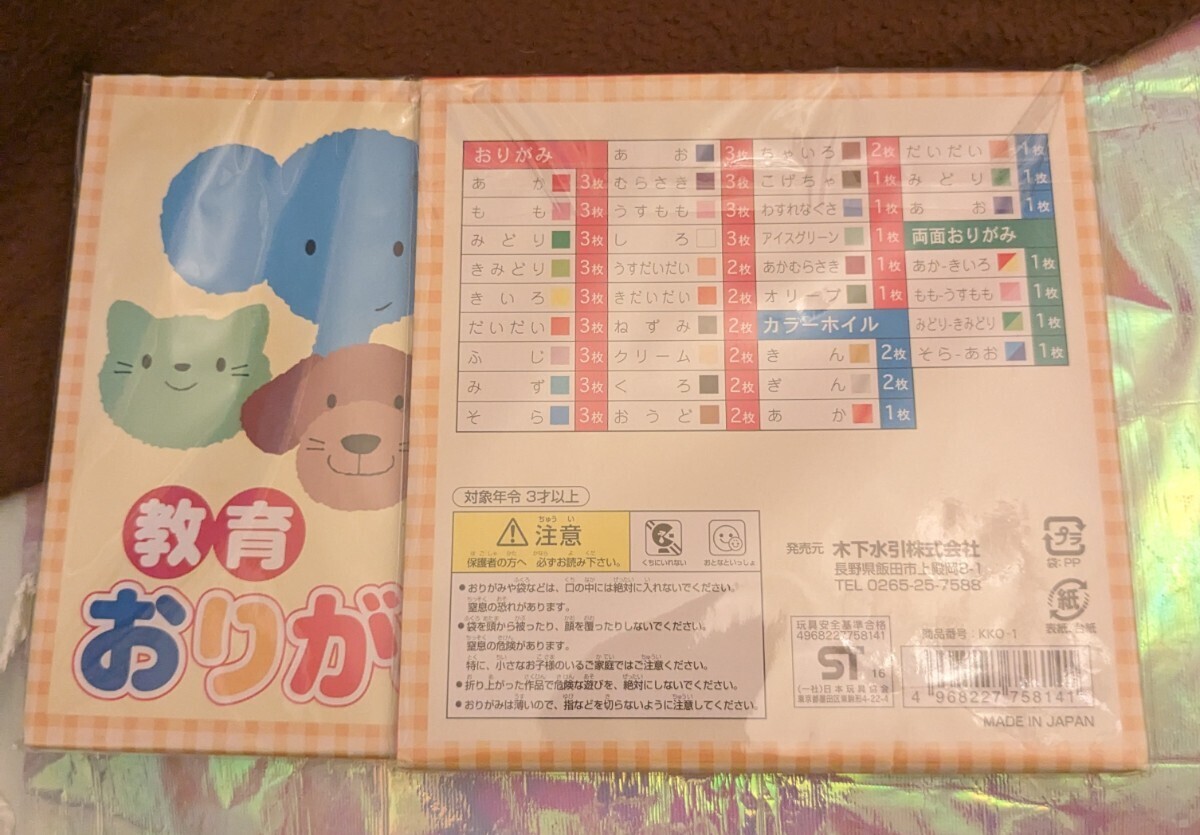 教育
おりが
おりがみ
あか 3枚
もも 3枚
みどり 3枚
きみどり 3枚
きいろ 3枚
だいだい 3枚
ふじ 3枚
みず 3枚
そら 3枚
あお 3枚
むらさき 3枚
うすもも 3枚
しろ 3枚
うすだいだい 2枚
きだいだい 2枚
ねずみ 2枚
クリーム 2枚
くろ 2枚
おうど 2枚
ちゃいろ 2枚
こげちゃ 1枚
わすれなぐさ 1枚
アイスグリーン 1枚
あかむらさき 1枚
オリーブ 1枚
カラーホイル
きん 2枚
ぎん 2枚
あか 1枚
だいだい 1枚
みどり 1枚
あお 1枚
両面おりがみ
あか-きいろ 1枚
もも-うすもも 1枚
みどり-きみどり 1枚
そら-あお 1枚
対象年令 3才以上
注意
ちゅうい
保護者の方へ 必ずお読み下さい。
くちにいれない
おとなといっしょ
●おりがみや袋などは、口の中には絶対に入れないでください。
窒息の恐れがあります。
●袋を頭から被ったり、顔を覆ったりしないでください。
窒息の危険があります。
特に、小さなお子様のいるご家庭ではご注意ください。
●折り上がった作品で危険な遊びを、絶対にしないでください。
●おりがみは薄いので、指などを切らないように注意してください。
発売元 木下水引株式会社
長野県飯田市上殿岡8-1
TEL 0265-25-7588
プラ
袋:PP
紙
表紙、台紙
玩具安全基準合格
4968227758141
ST
16
(一社)日本玩具協会
東京都墨田区東駒形4-22-4
商品番号:KKO-1
4 968227 758141
MADE IN JAPAN